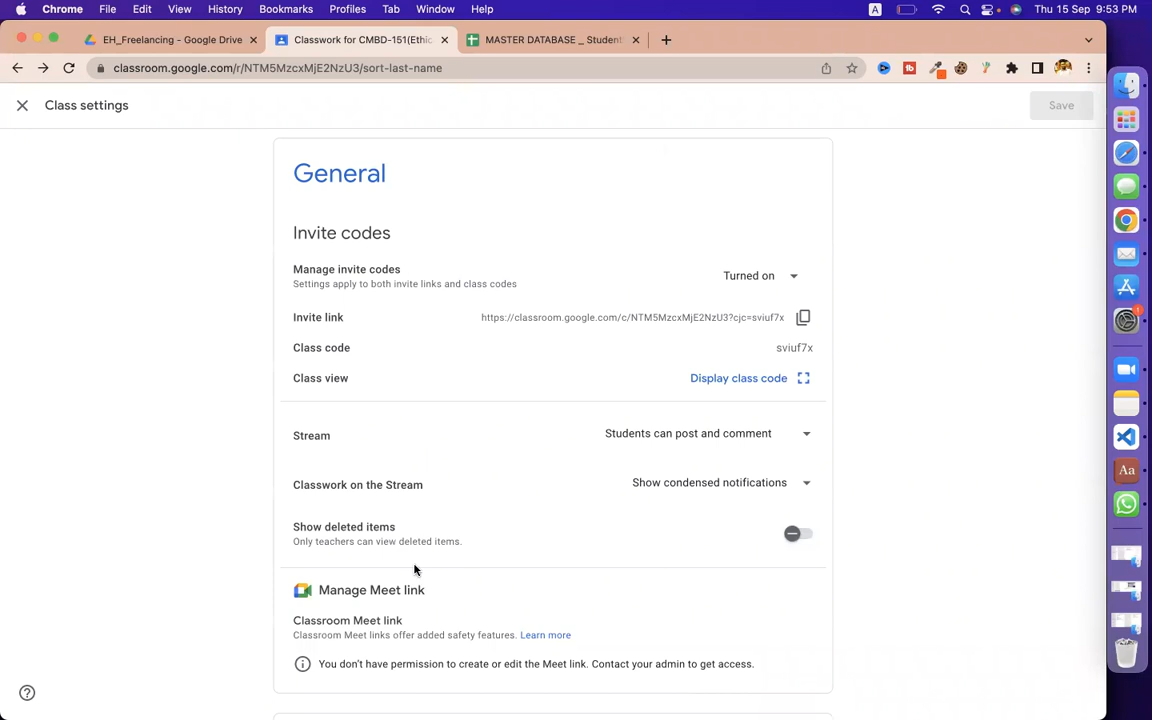 Chrome File Edit View History Bookmarks Profiles Tab Window Help A Thu 15 Sep 9:53 PM
EH_Freelancing - Google Drive Classwork for CMBD-151(Ethic MASTER DATABASE _ Student
classroom.google.com/r/NTM5MzcxMjE2NzU3/sort-last-name
Class settings Save
General
Invite codes
Manage invite codes
Settings apply to both invite links and class codes
Turned on
Invite link https://classroom.google.com/c/NTM5MzcxMjE2NzU3?cjc=sviuf7x
Class code sviuf7x
Class view Display class code
Stream Students can post and comment
Classwork on the Stream Show condensed notifications
Show deleted items
Only teachers can view deleted items.
Manage Meet link
Classroom Meet link
Classroom Meet links offer added safety features. Learn more
You don't have permission to create or edit the Meet link. Contact your admin to get access.